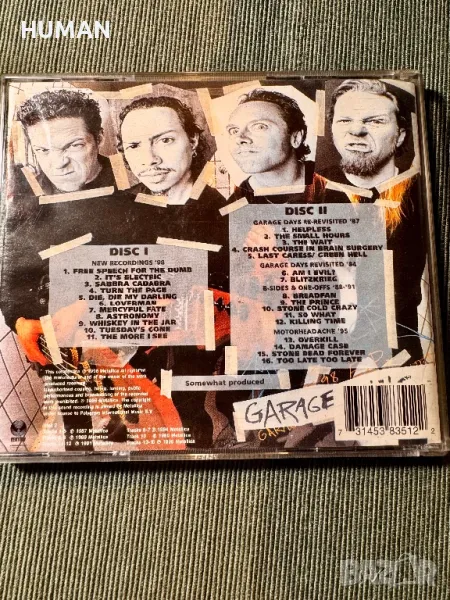 HUMAN
DISC I
NEW RECORDINGS '98
1. FREE SPEECH FOR THE DUMB
2. IT'S ELECTRIC
3. SABBRA CADABRA
4. TURN THE PAGE
5. DIE, DIE MY DARLING
6. LOVERMAN
7. MERCYFUL FATE
8. ASTRONOMY
9. WHISKEY IN THE JAR
10. TUESDAY'S GONE
11. THE MORE I SEE
DISC II
GARAGE DAYS RE-REVISITED '87
1. HELPLESS
2. THE SMALL HOURS
3. THE WAIT
4. CRASH COURSE IN BRAIN SURGERY
5. LAST CARESS/ GREEN HELL
GARAGE DAYS REVISITED '84
6. AM I EVIL?
7. BLITZKRIEG
B-SIDES & ONE-OFFS '88-'91
8. BREADFAN
9. THE PRINCE
10. STONE COLD CRAZY
11. SO WHAT
12. KILLING TIME
MOTORHEADACHE '95
13. OVERKILL
14. DAMAGE CASE
15. STONE DEAD FOREVER
16. TOO LATE TOO LATE
Somewhat produced
GARAGE
7 31453 83512 2
BAZAR